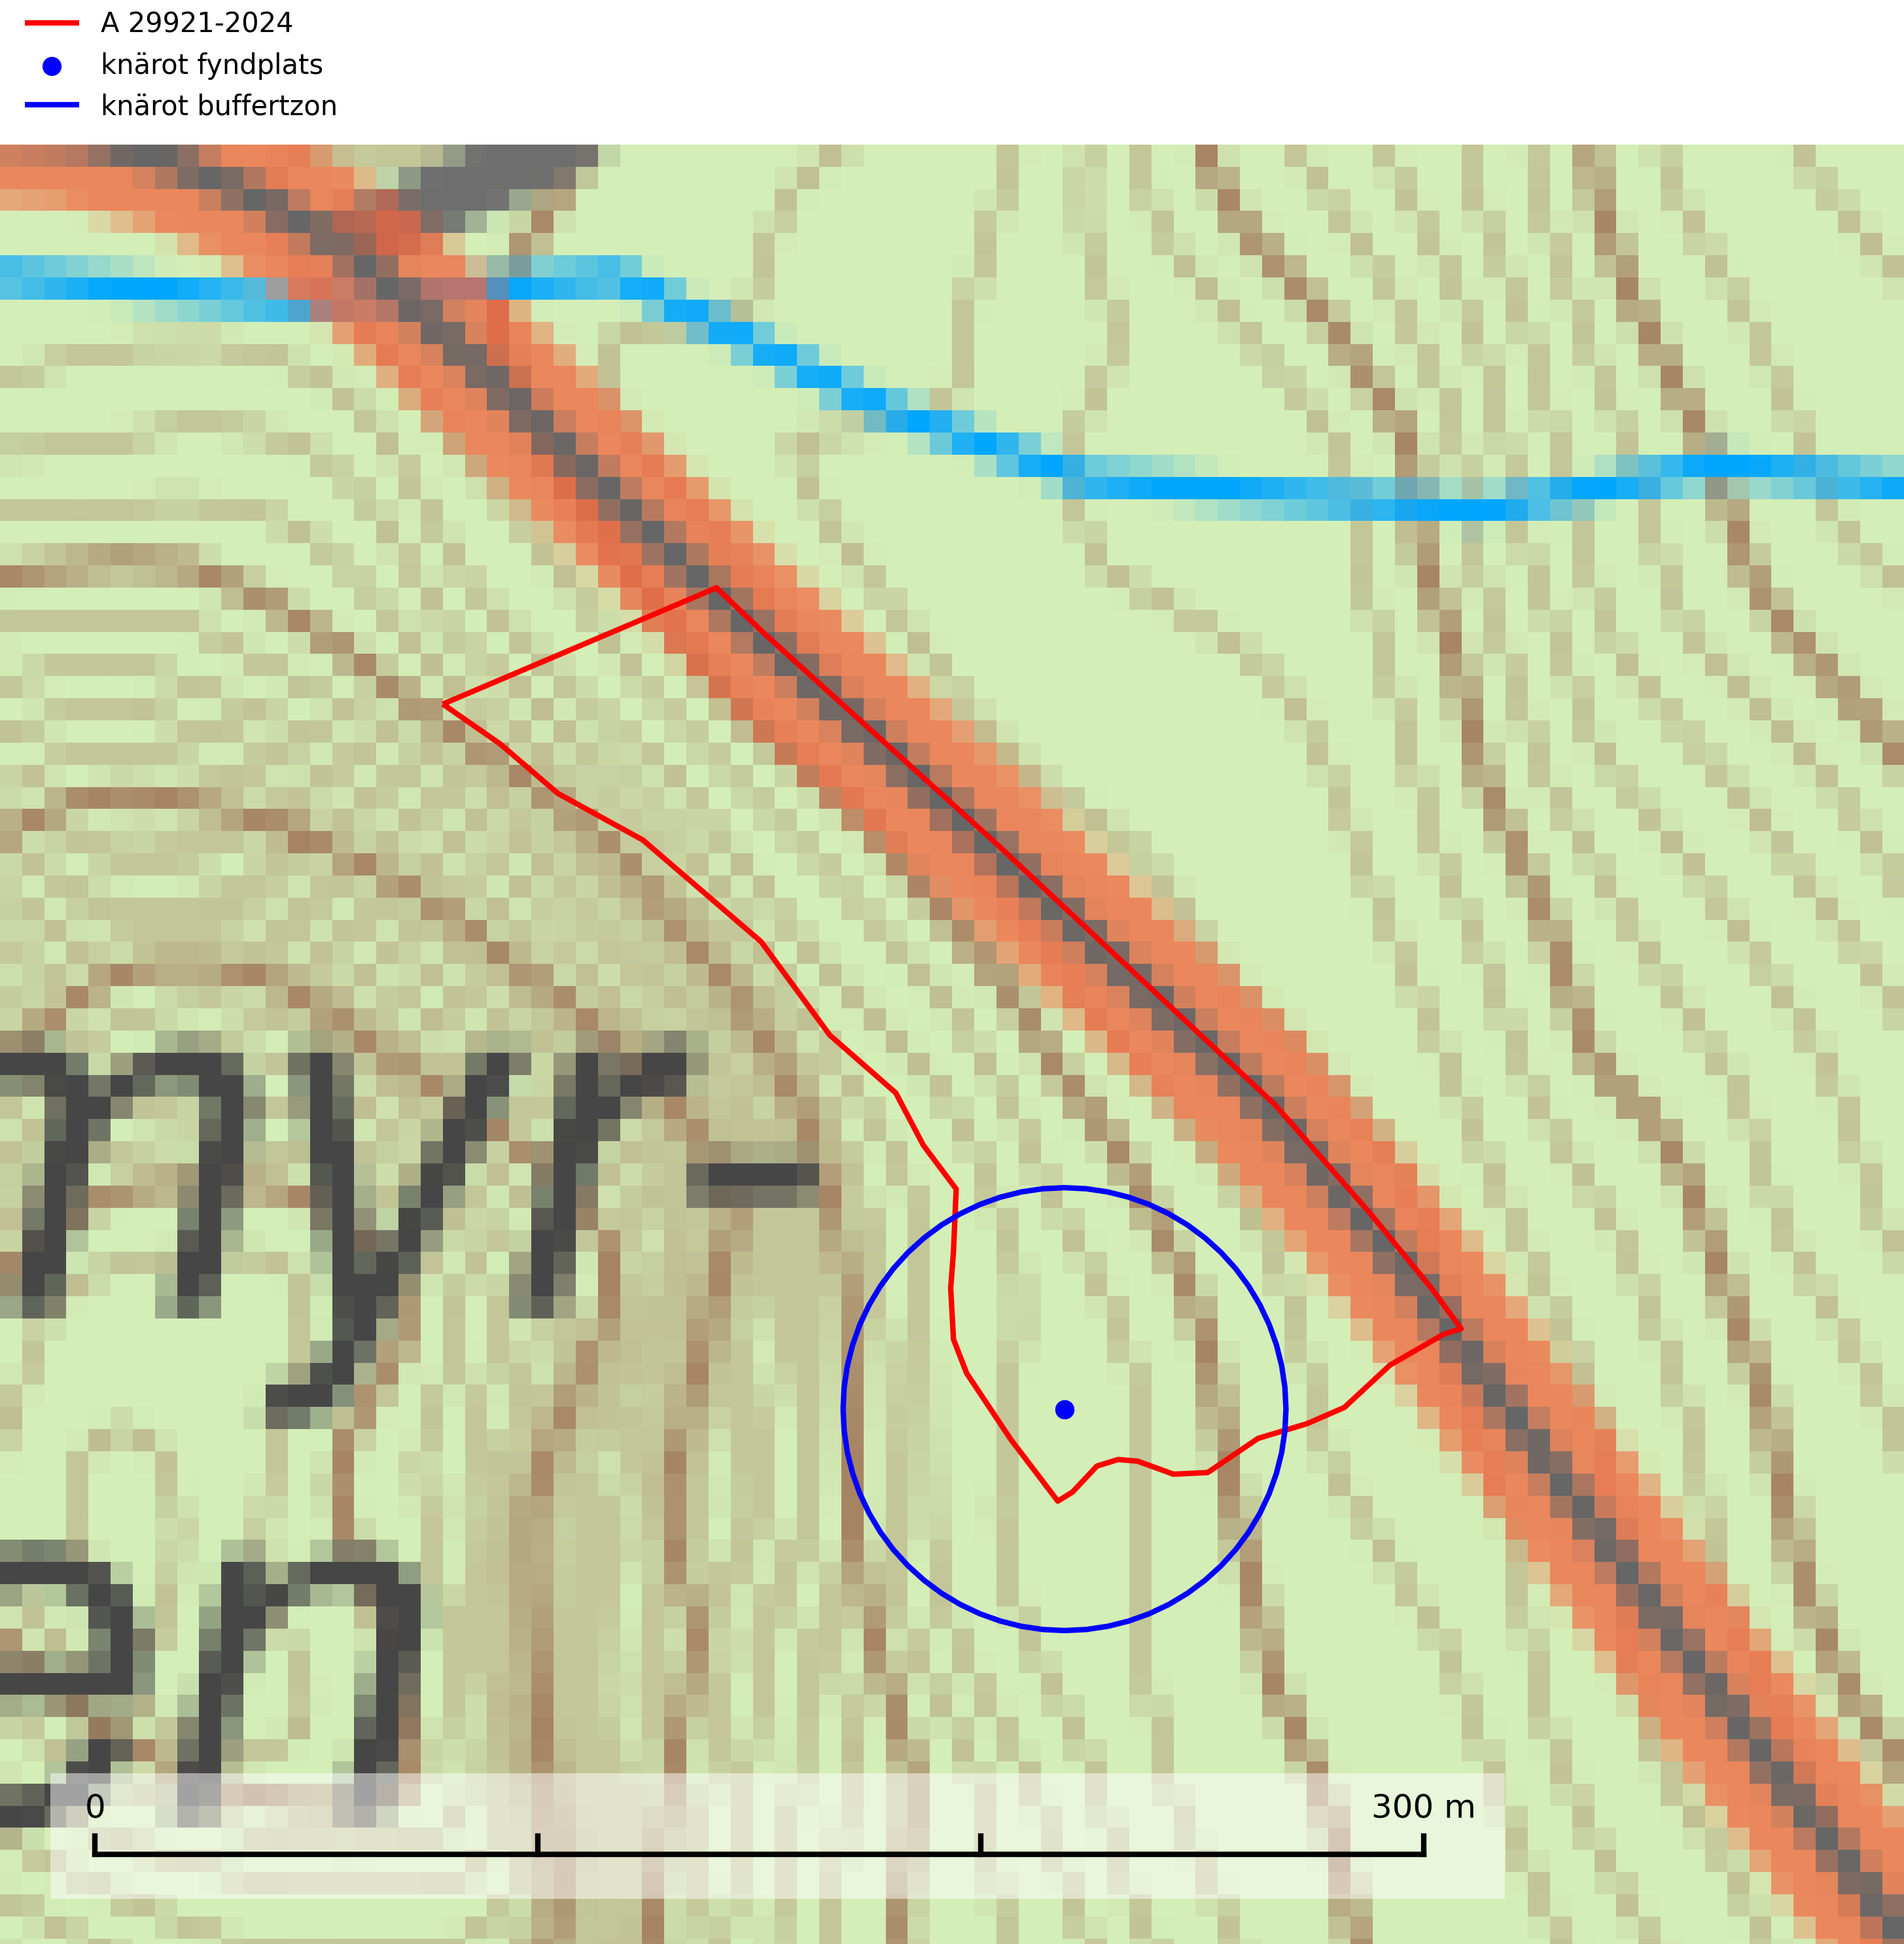 A 29921-2024
knärot fyndplats
knärot buffertzon
0 300 m